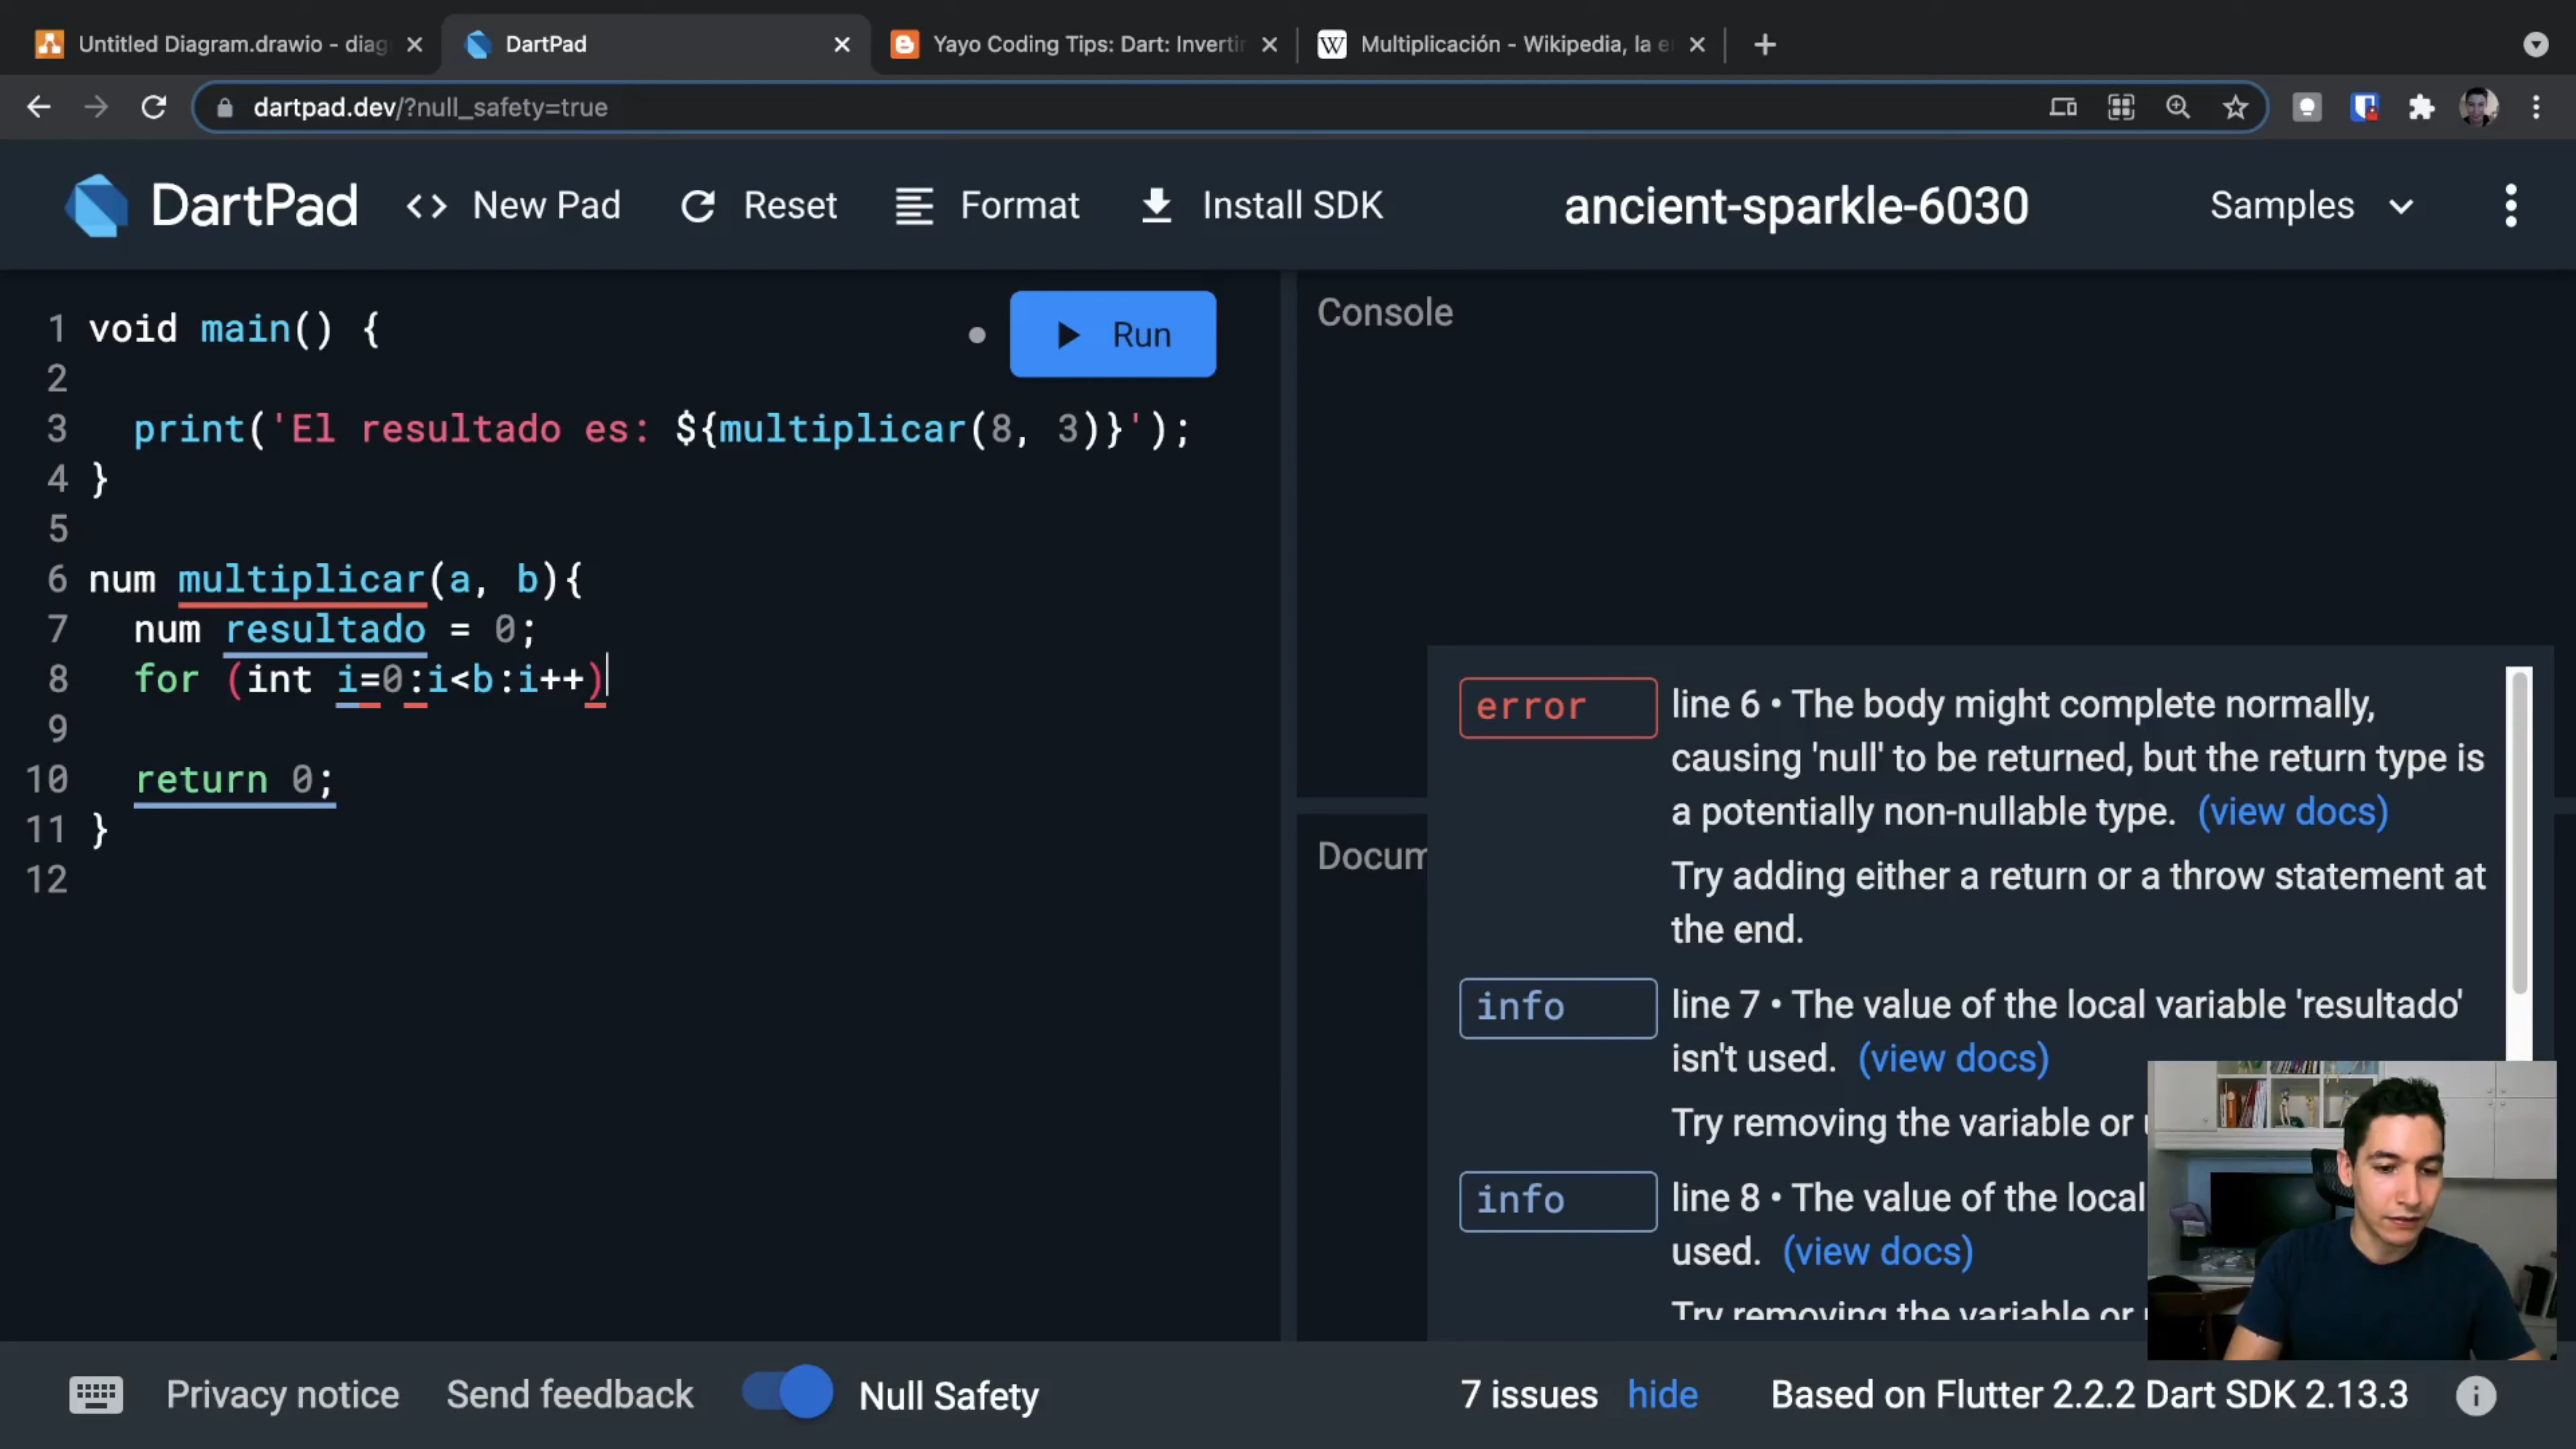 Untitled Diagram.drawio - diag
DartPad
Yayo Coding Tips: Dart: Inverti
Multiplicación - Wikipedia, la e
dartpad.dev/?null_safety=true
DartPad
<> New Pad
Reset
Format
Install SDK
ancient-sparkle-6030
Samples
Run
Console
1 void main() {
2
3 print('El resultado es: ${multiplicar(8, 3)}');
4 }
5
6 num multiplicar(a, b){
7 num resultado = 0;
8 for (int i=0:i<b:i++)
9
10 return 0;
11 }
12
Docum
error line 6 • The body might complete normally,
causing 'null' to be returned, but the return type is
a potentially non-nullable type. (view docs)
Try adding either a return or a throw statement at
the end.
info line 7 • The value of the local variable 'resultado'
isn't used. (view docs)
Try removing the variable or
info line 8 • The value of the local
used. (view docs)
Try removing the variable or
Privacy notice
Send feedback
Null Safety
7 issues hide
Based on Flutter 2.2.2 Dart SDK 2.13.3